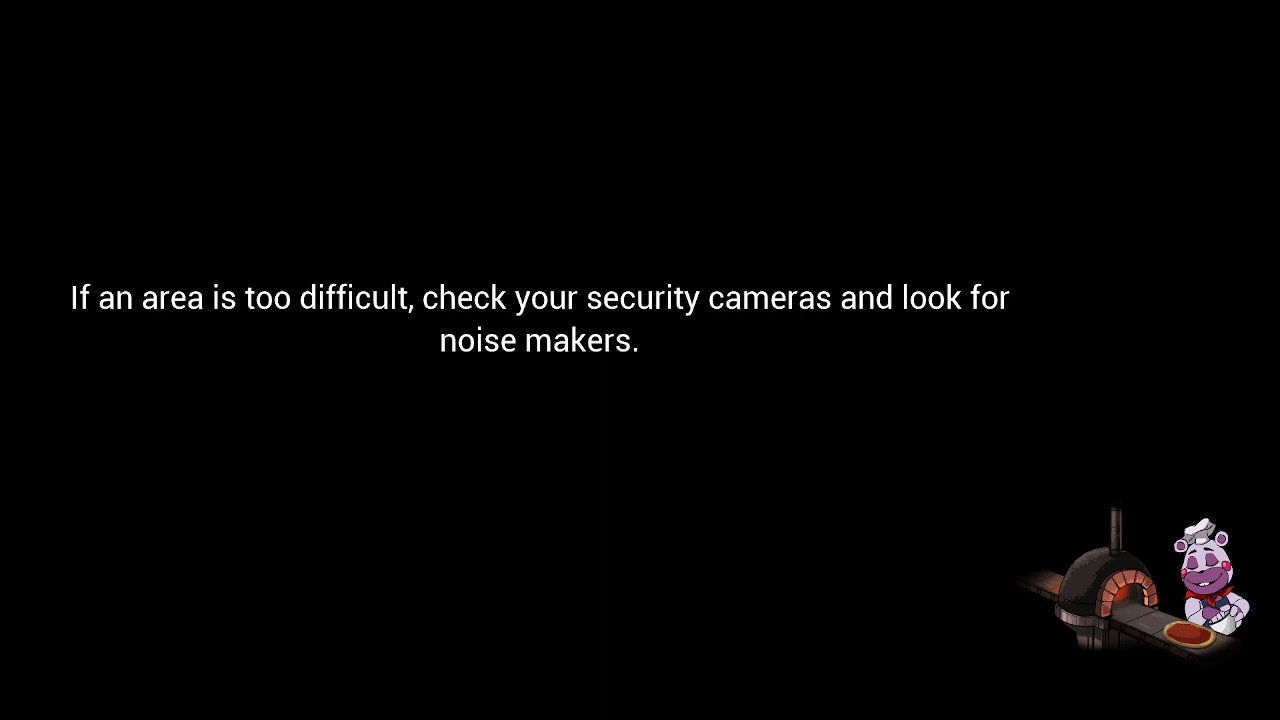 If an area is too difficult, check your security cameras and look for
noise makers.